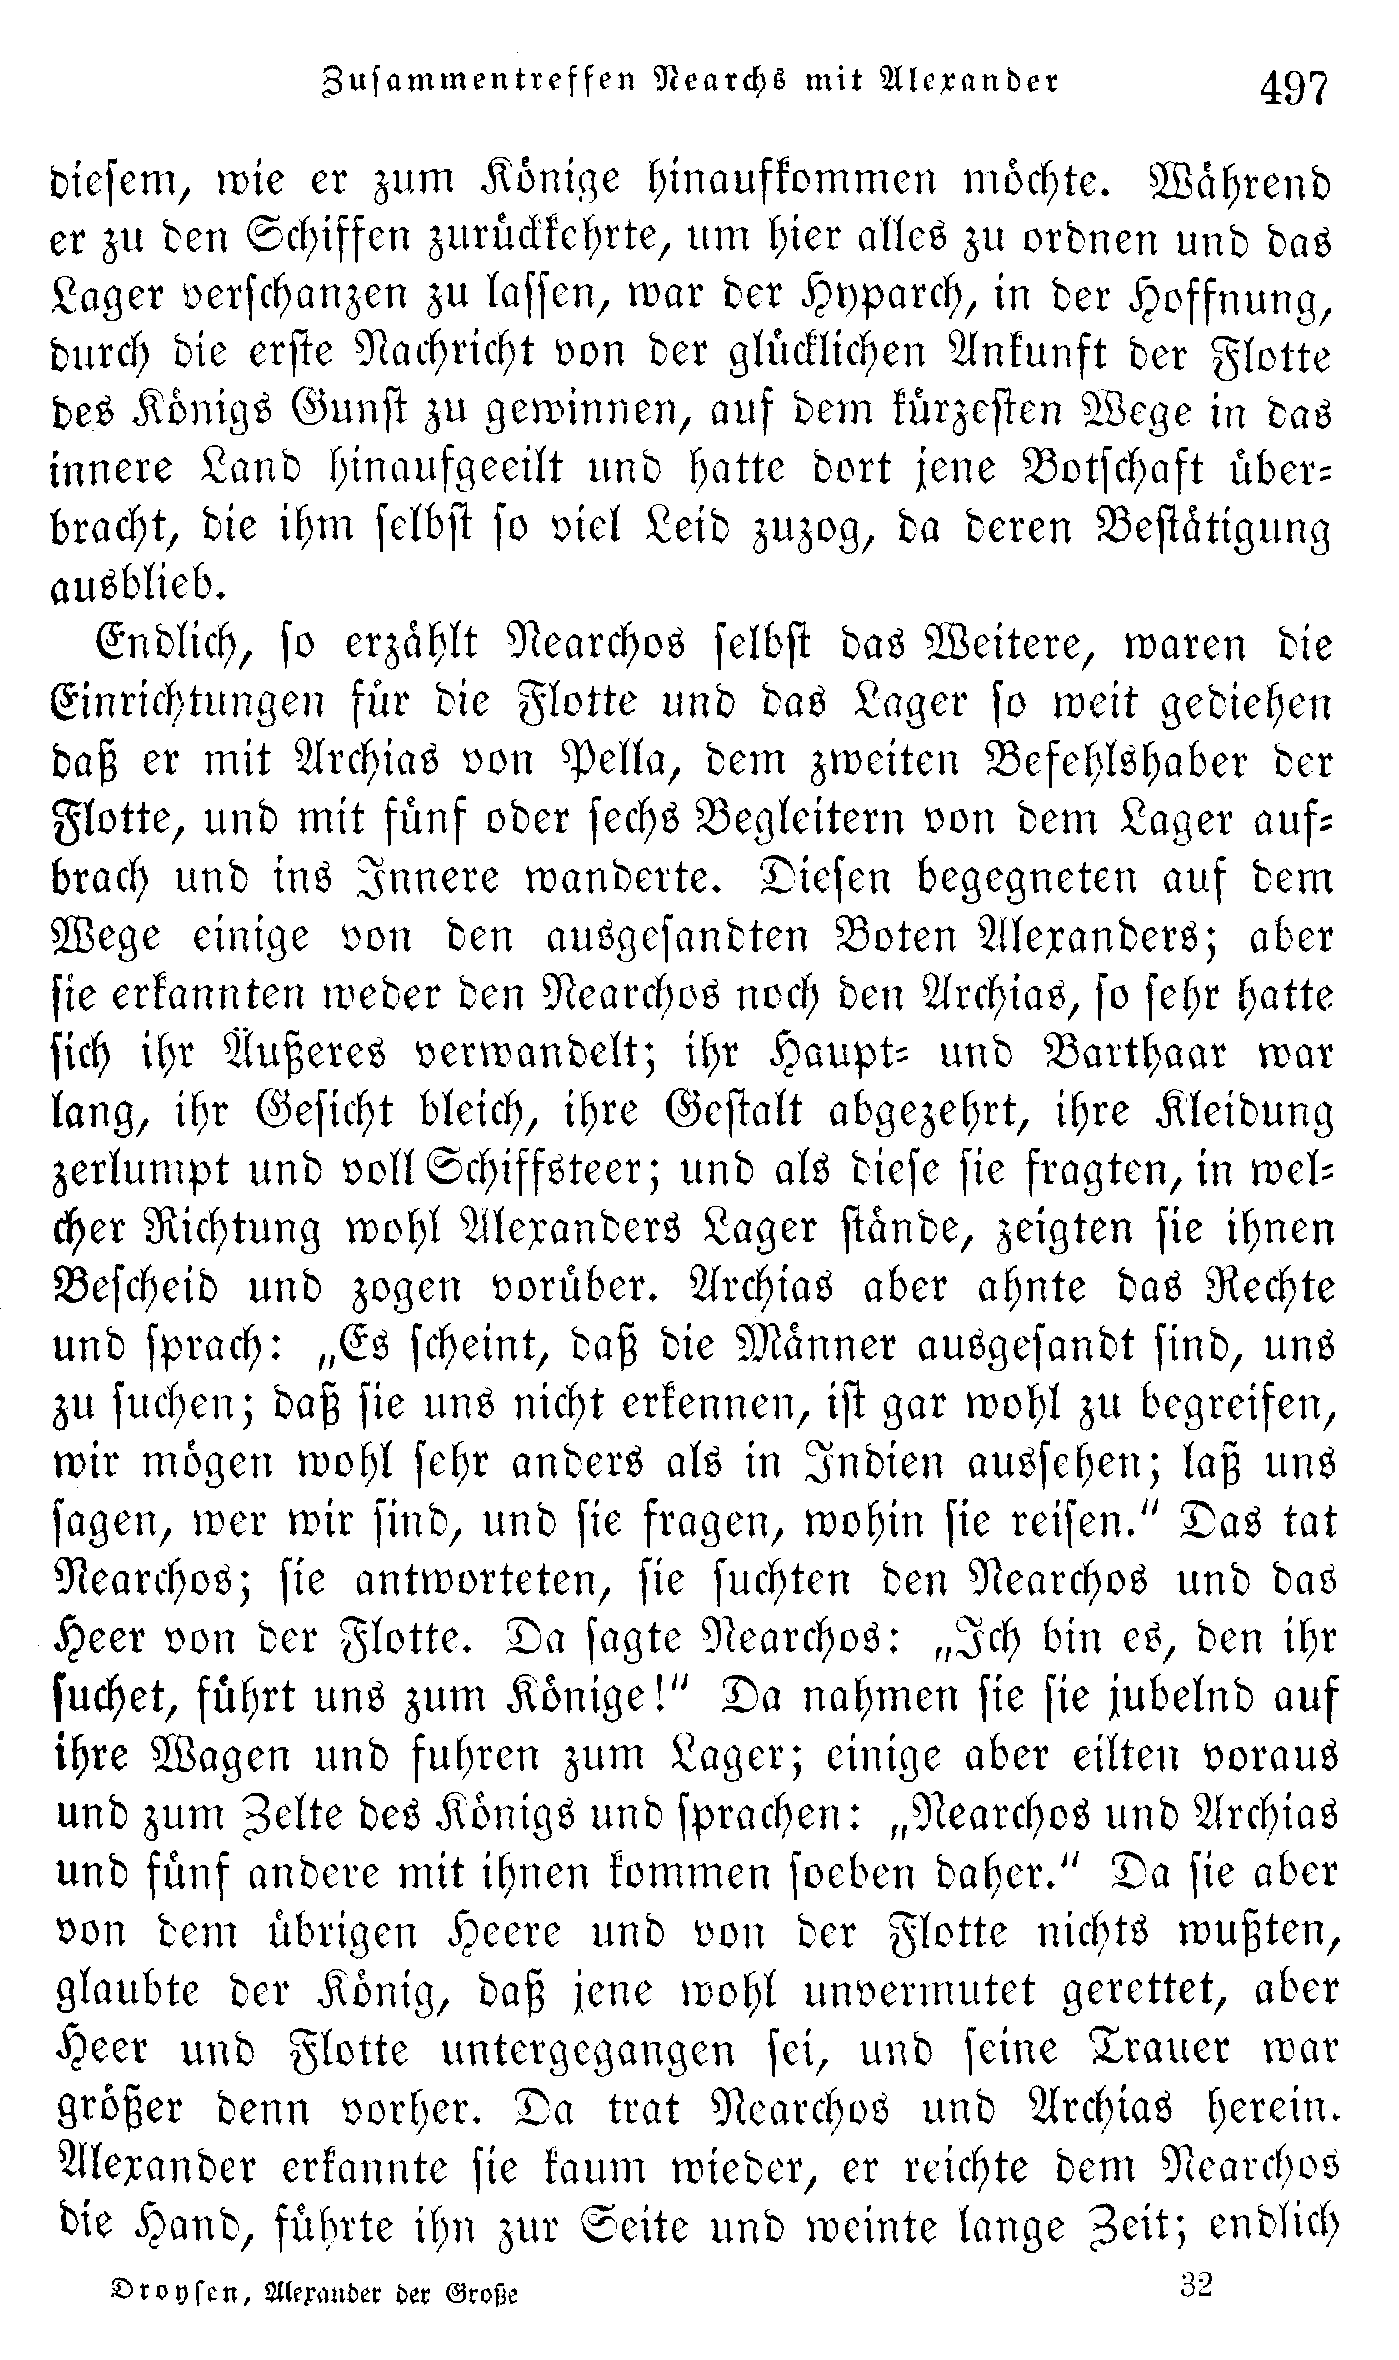 Zusammentreffen Nearchs mit Alexander 497
diesem, wie er zum Könige hinaufkommen möchte. Während
er zu den Schiffen zurückkehrte, um hier alles zu ordnen und das
Lager verschanzen zu lassen, war der Hyparch, in der Hoffnung,
durch die erste Nachricht von der glücklichen Ankunft der Flotte
des Königs Gunst zu gewinnen, auf dem kürzesten Wege in das
innere Land hinaufgeeilt und hatte dort jene Botschaft über-
bracht, die ihm selbst so viel Leid zuzog, da deren Bestätigung
ausblieb.
Endlich, so erzählt Nearchos selbst das Weitere, waren die
Einrichtungen für die Flotte und das Lager so weit gediehen
daß er mit Archias von Pella, dem zweiten Befehlshaber der
Flotte, und mit fünf oder sechs Begleitern von dem Lager auf-
brach und ins Innere wanderte. Diesen begegneten auf dem
Wege einige von den ausgesandten Boten Alexanders; aber
sie erkannten weder den Nearchos noch den Archias, so sehr hatte
sich ihr Äußeres verwandelt; ihr Haupt- und Barthaar war
lang, ihr Gesicht bleich, ihre Gestalt abgezehrt, ihre Kleidung
zerlumpt und voll Schiffsteer; und als diese sie fragten, in wel-
cher Richtung wohl Alexanders Lager stände, zeigten sie ihnen
Bescheid und zogen vorüber. Archias aber ahnte das Rechte
und sprach: „Es scheint, daß die Männer ausgesandt sind, uns
zu suchen; daß sie uns nicht erkennen, ist gar wohl zu begreifen,
wir mögen wohl sehr anders als in Indien aussehen; laß uns
sagen, wer wir sind, und sie fragen, wohin sie reisen.“ Das tat
Nearchos; sie antworteten, sie suchten den Nearchos und das
Heer von der Flotte. Da sagte Nearchos: „Ich bin es, den ihr
suchet, führt uns zum Könige!“ Da nahmen sie sie jubelnd auf
ihre Wagen und fuhren zum Lager; einige aber eilten voraus
und zum Zelte des Königs und sprachen: „Nearchos und Archias
und fünf andere mit ihnen kommen soeben daher.“ Da sie aber
von dem übrigen Heere und von der Flotte nichts wußten,
glaubte der König, daß jene wohl unvermutet gerettet, aber
Heer und Flotte untergegangen sei, und seine Trauer war
größer denn vorher. Da trat Nearchos und Archias herein.
Alexander erkannte sie kaum wieder, er reichte dem Nearchos
die Hand, führte ihn zur Seite und weinte lange Zeit; endlich
Droysen, Alexander der Große 32